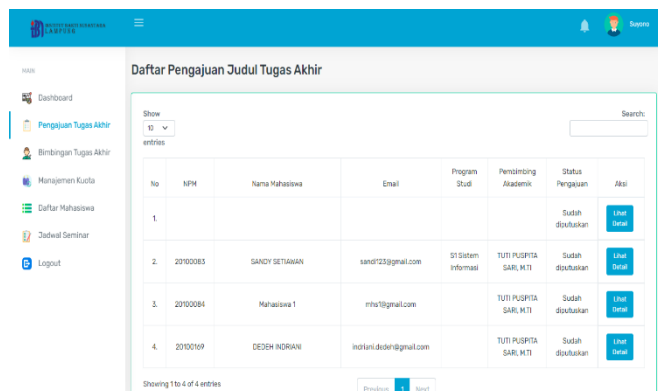 LAMPUNG
Suyono
MAIN
Dashboard
Pengajuan Tugas Akhir
Bimbingan Tugas Akhir
Manajemen Kuota
Daftar Mahasiswa
Jadwal Seminar
Logout
Daftar Pengajuan Judul Tugas Akhir
Show
10
entries
Search:
No NPM Nama Mahasiswa Email Program Studi Pembimbing Akademik Status Pengajuan Aksi
1. Sudah diputuskan Lihat Detail
2. 20100083 SANDY SETIAWAN sandi123@gmail.com S1 Sistem Informasi TUTI PUSPITA SARI, M.TI Sudah diputuskan Lihat Detail
3. 20100084 Mahasiswa 1 mhs1@gmail.com TUTI PUSPITA SARI, M.TI Sudah diputuskan Lihat Detail
4. 20100169 DEDEH INDRIANI indriani.dedeh@gmail.com TUTI PUSPITA SARI, M.TI Sudah diputuskan Lihat Detail
Showing 1 to 4 of 4 entries
Previous 1 Next